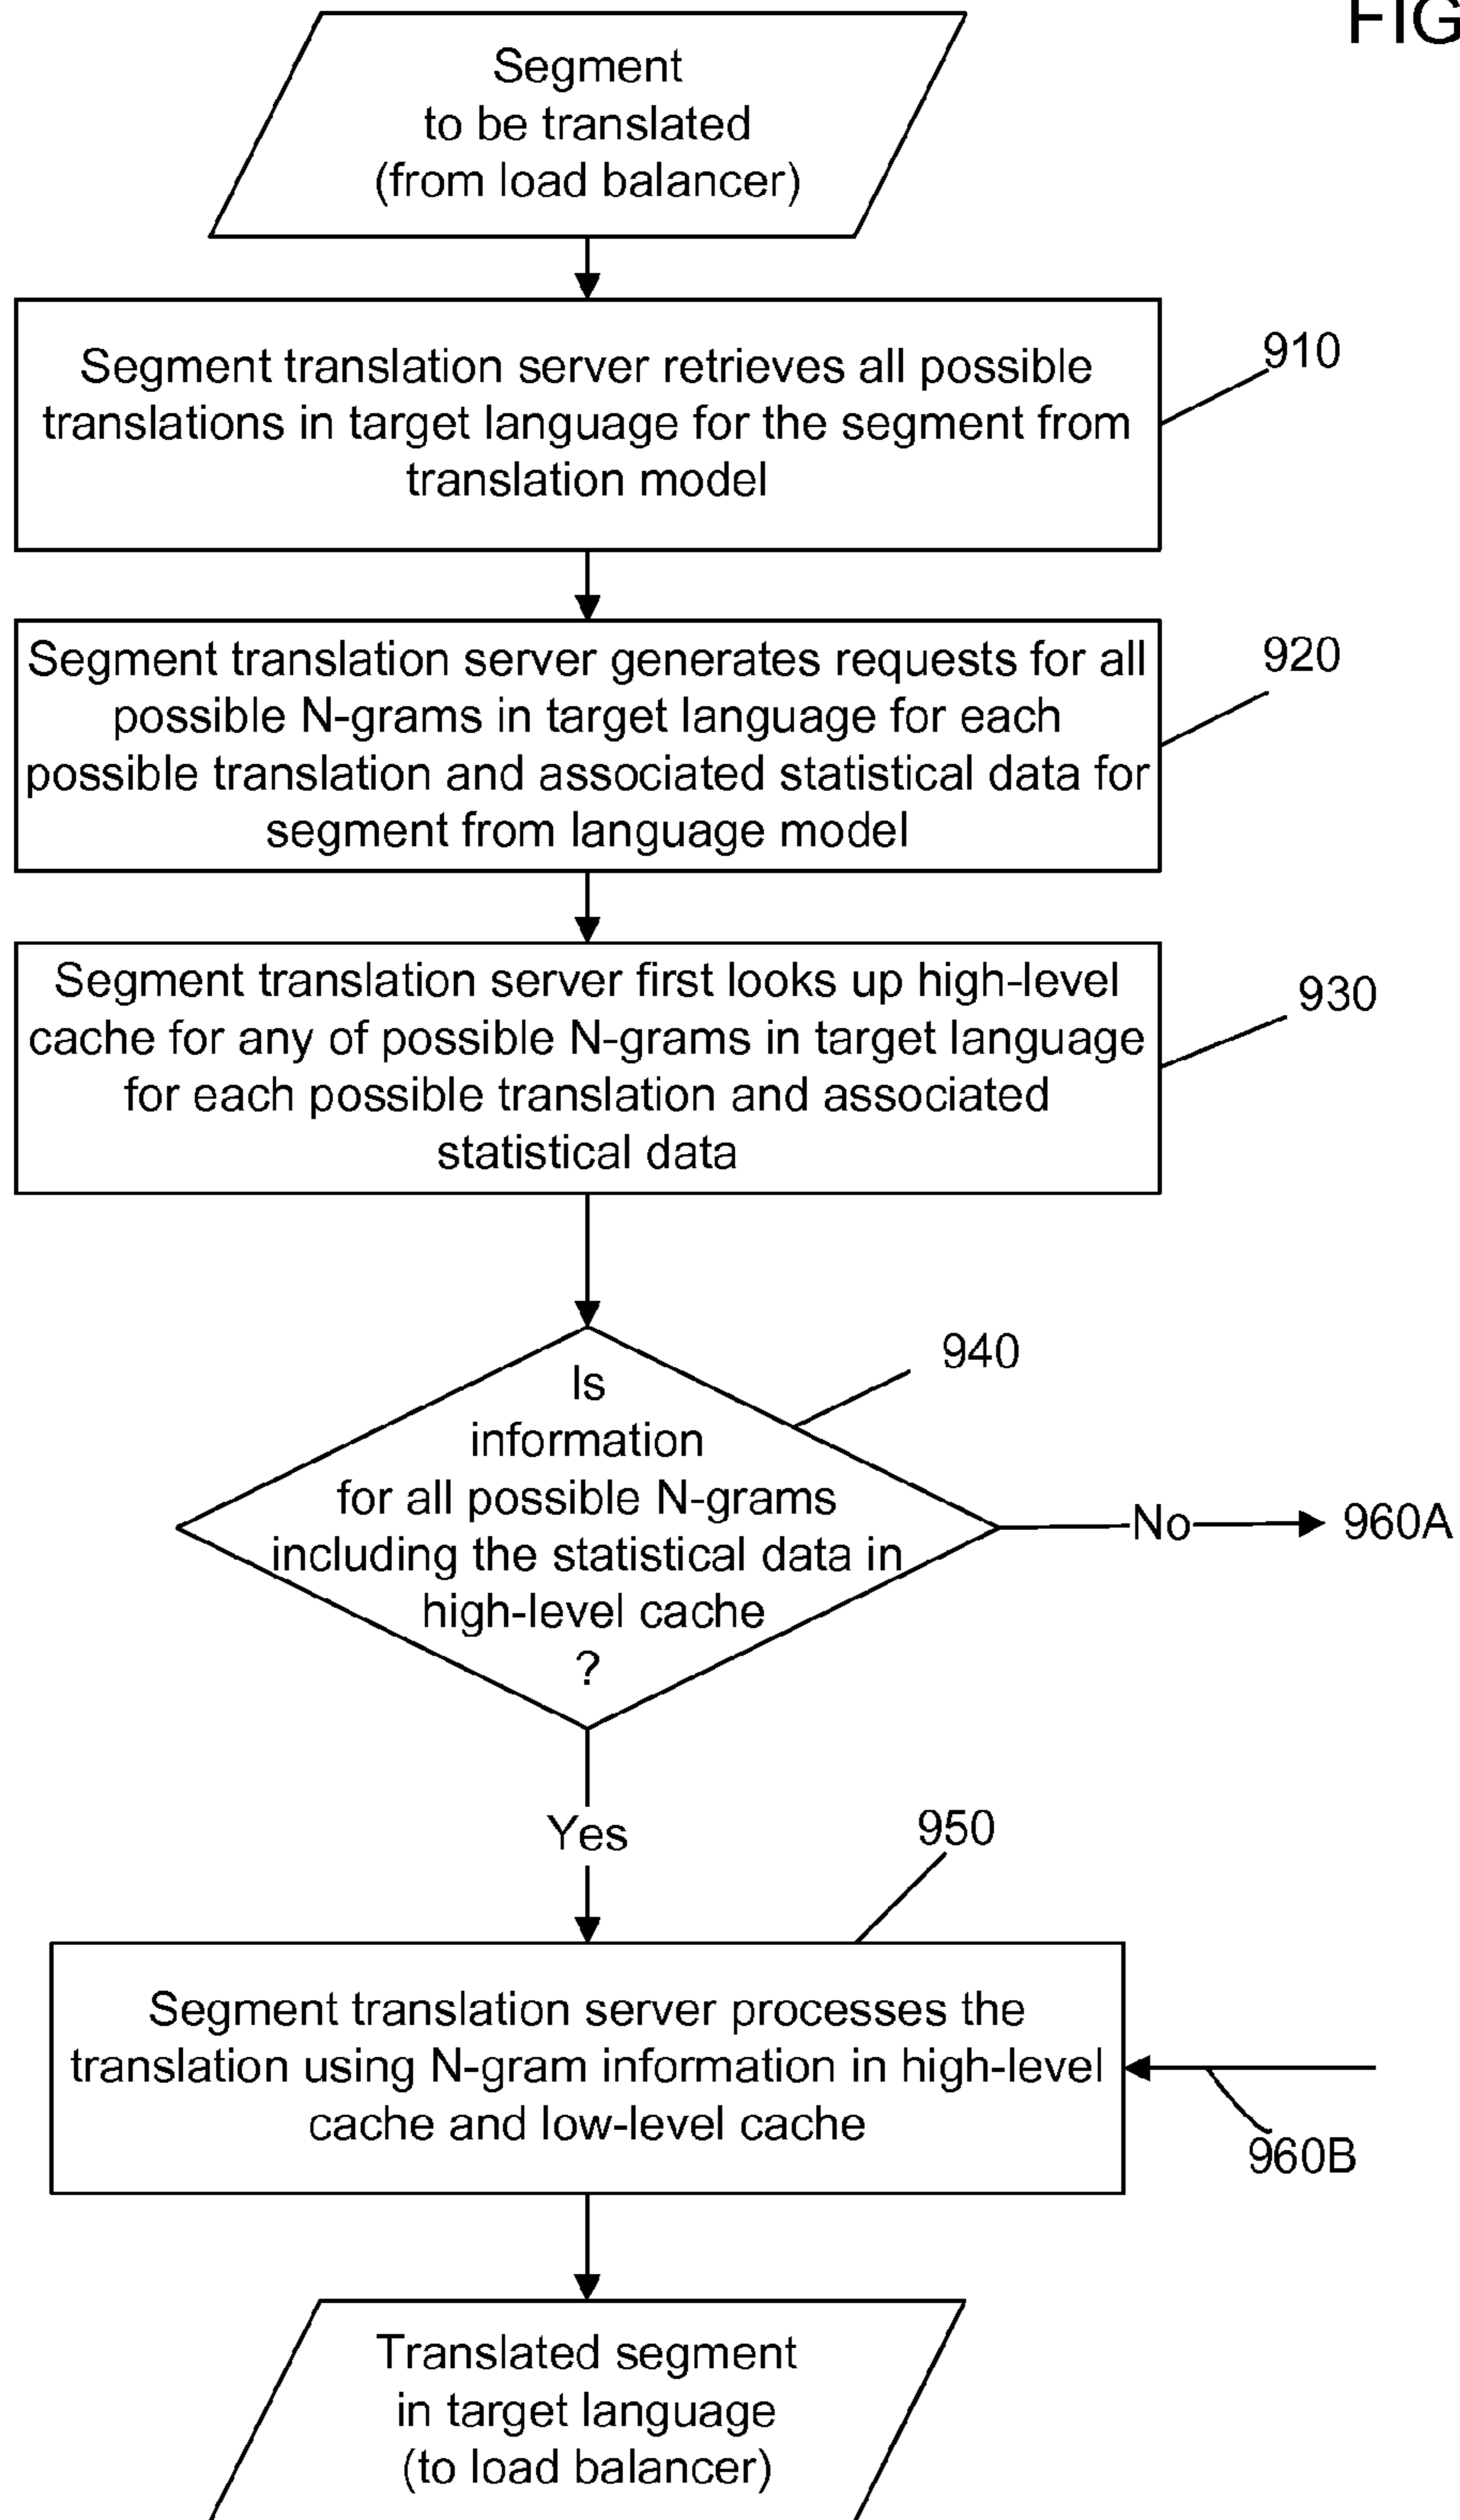 FIG
Segment
to be translated
(from load balancer)
Segment translation server retrieves all possible
translations in target language for the segment from
translation model
910
Segment translation server generates requests for all
possible N-grams in target language for each
possible translation and associated statistical data for
segment from language model
920
Segment translation server first looks up high-level
cache for any of possible N-grams in target language
for each possible translation and associated
statistical data
930
Is
information
for all possible N-grams
including the statistical data in
high-level cache
?
940
No
960A
Yes
950
Segment translation server processes the
translation using N-gram information in high-level
cache and low-level cache
960B
Translated segment
in target language
(to load balancer)